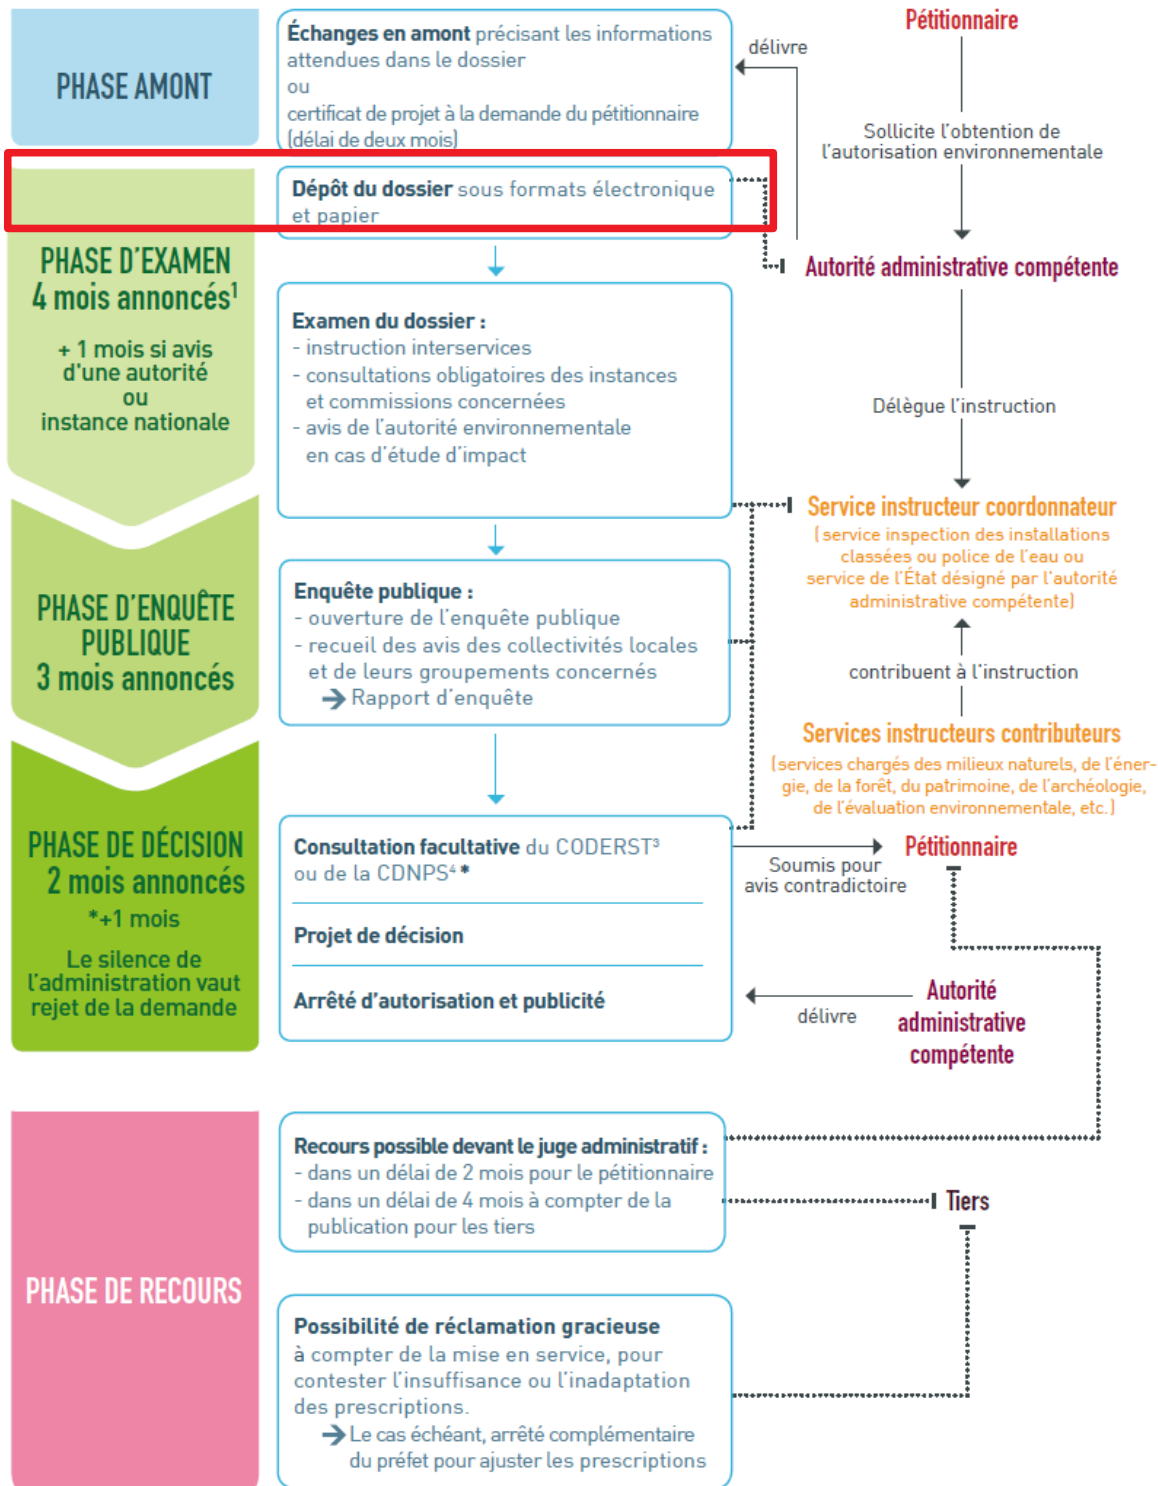 PHASE AMONT
Échanges en amont précisant les informations
attendues dans le dossier
ou
certificat de projet à la demande du pétitionnaire
(délai de deux mois)
délivre
Pétitionnaire
Sollicite l'obtention de
l'autorisation environnementale
Dépôt du dossier sous formats électronique
et papier
Autorité administrative compétente
PHASE D'EXAMEN
4 mois annoncés¹
+ 1 mois si avis
d'une autorité
ou
instance nationale
Examen du dossier :
- instruction interservices
- consultations obligatoires des instances
et commissions concernées
- avis de l'autorité environnementale
en cas d'étude d'impact
Délègue l'instruction
Service instructeur coordonnateur
(service inspection des installations
classées ou police de l'eau ou
service de l'État désigné par l'autorité
administrative compétente)
PHASE D'ENQUÊTE
PUBLIQUE
3 mois annoncés
Enquête publique :
- ouverture de l'enquête publique
- recueil des avis des collectivités locales
et de leurs groupements concernés
→ Rapport d'enquête
contribuent à l'instruction
Services instructeurs contributeurs
(services chargés des milieux naturels, de l'éner-
gie, de la forêt, du patrimoine, de l'archéologie,
de l'évaluation environnementale, etc.)
PHASE DE DÉCISION
2 mois annoncés
*+1 mois
Le silence de
l'administration vaut
rejet de la demande
Consultation facultative du CODERST³
ou de la CDNPS⁴ *
Projet de décision
Arrêté d'autorisation et publicité
Soumis pour
avis contradictoire
Pétitionnaire
délivre
Autorité
administrative
compétente
PHASE DE RECOURS
Recours possible devant le juge administratif :
- dans un délai de 2 mois pour le pétitionnaire
- dans un délai de 4 mois à compter de la
publication pour les tiers
Tiers
Possibilité de réclamation gracieuse
à compter de la mise en service, pour
contester l'insuffisance ou l'inadaptation
des prescriptions.
→ Le cas échéant, arrêté complémentaire
du préfet pour ajuster les prescriptions